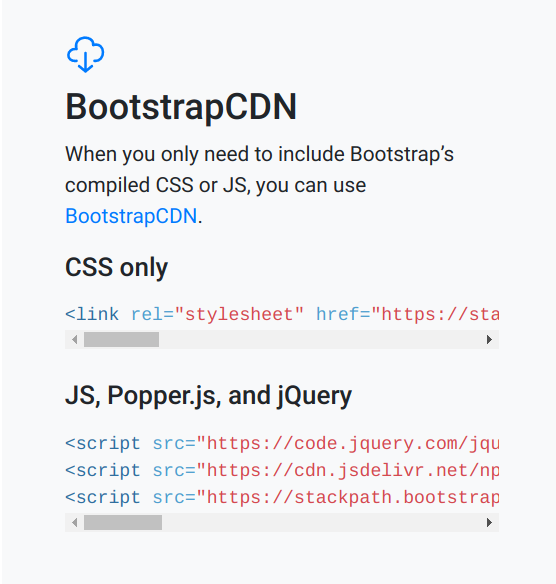 BootstrapCDN
When you only need to include Bootstrap’s
compiled CSS or JS, you can use
BootstrapCDN.
CSS only
<link rel="stylesheet" href="https://sta
JS, Popper.js, and jQuery
<script src="https://code.jquery.com/jqu
<script src="https://cdn.jsdelivr.net/np
<script src="https://stackpath.bootstrap